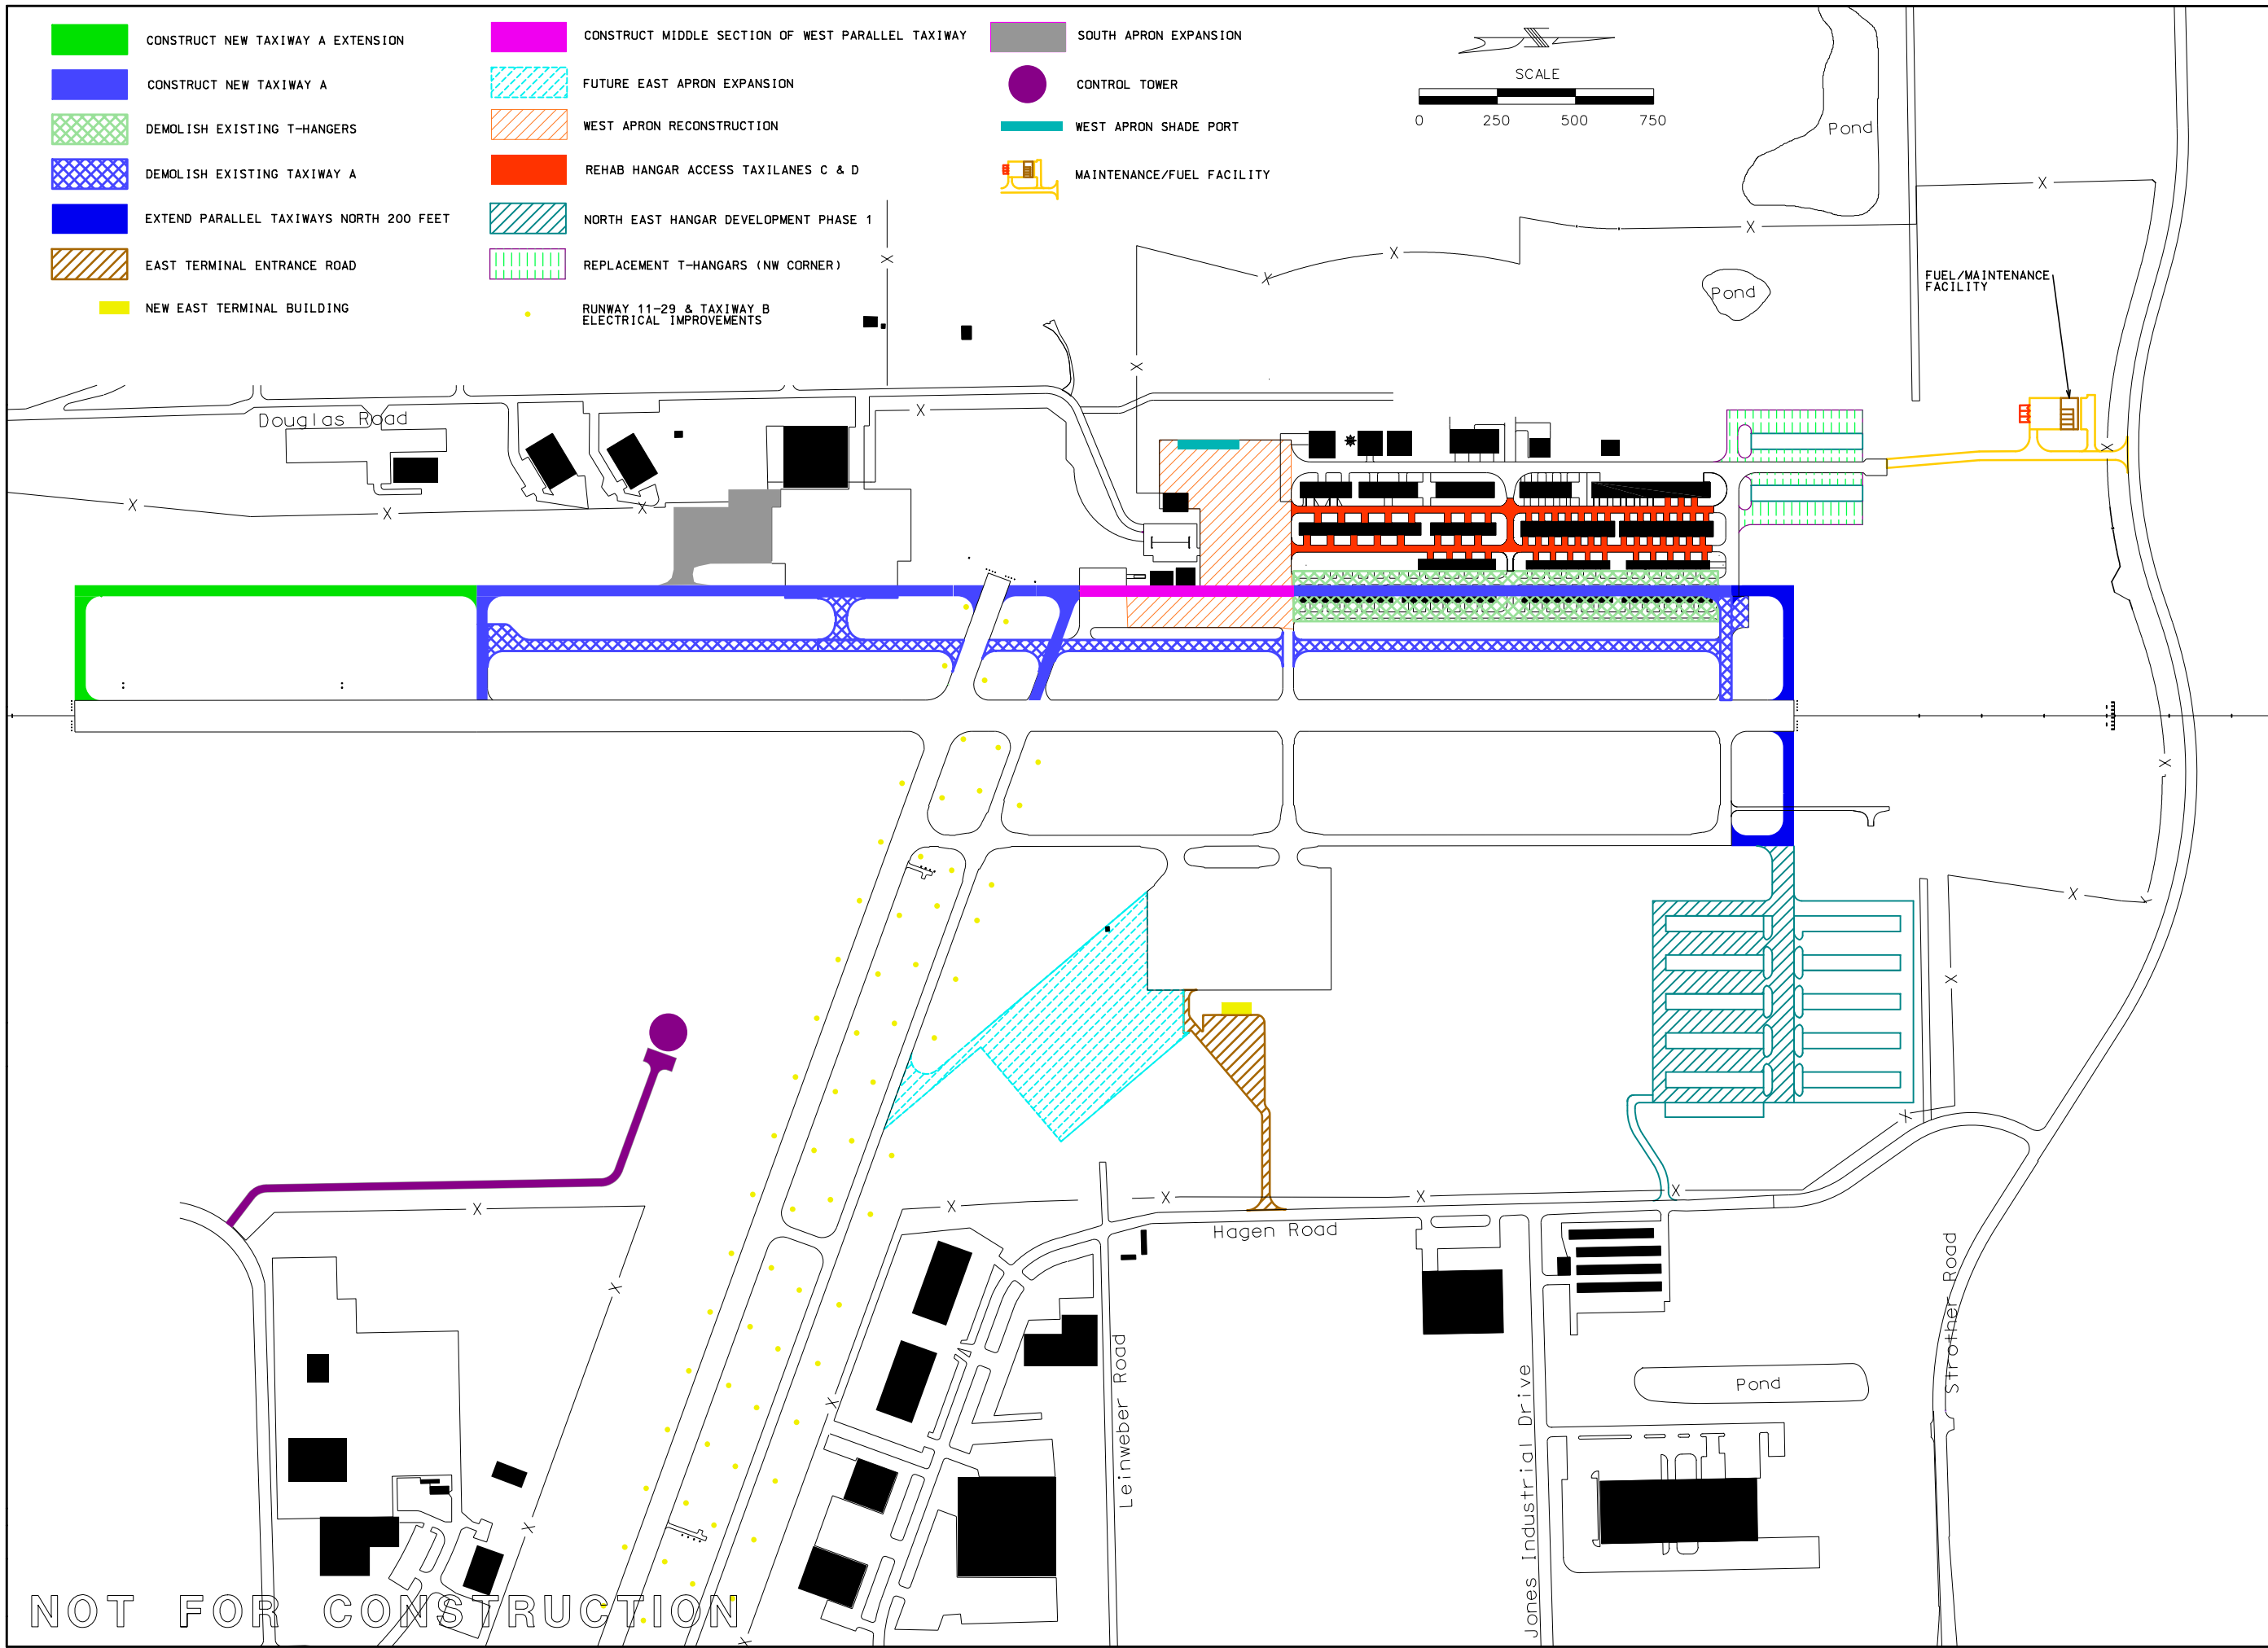 CONSTRUCT NEW TAXIWAY A EXTENSION
CONSTRUCT NEW TAXIWAY A
DEMOLISH EXISTING T-HANGERS
DEMOLISH EXISTING TAXIWAY A
EXTEND PARALLEL TAXIWAYS NORTH 200 FEET
EAST TERMINAL ENTRANCE ROAD
NEW EAST TERMINAL BUILDING
CONSTRUCT MIDDLE SECTION OF WEST PARALLEL TAXIWAY
FUTURE EAST APRON EXPANSION
WEST APRON RECONSTRUCTION
REHAB HANGAR ACCESS TAXILANES C & D
NORTH EAST HANGAR DEVELOPMENT PHASE 1
REPLACEMENT T-HANGARS (NW CORNER)
RUNWAY 11-29 & TAXIWAY B
ELECTRICAL IMPROVEMENTS
SOUTH APRON EXPANSION
CONTROL TOWER
WEST APRON SHADE PORT
MAINTENANCE/FUEL FACILITY
SCALE
0 250 500 750
Pond
Pond
FUEL/MAINTENANCE
FACILITY
Douglas Road
Hagen Road
Leinweber Road
Jones Industrial Drive
Strother Road
Pond
NOT FOR CONSTRUCTION